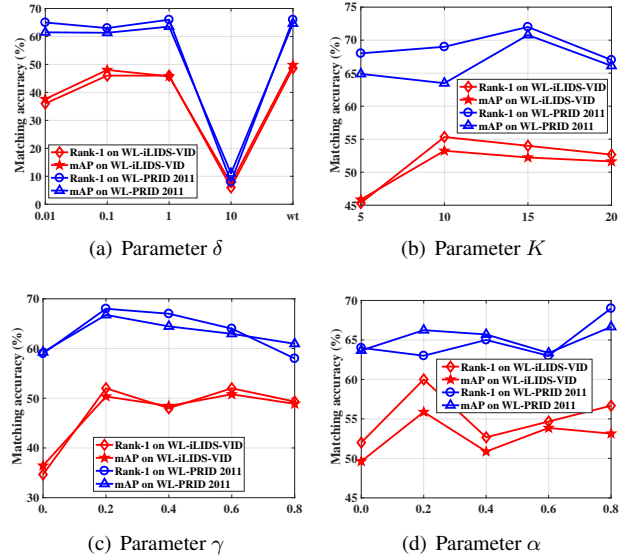 Matching accuracy (%)
70
60
50
40
30
20
10
0
Rank-1 on WL-iLIDS-VID
mAP on WL-iLIDS-VID
Rank-1 on WL-PRID 2011
mAP on WL-PRID 2011
0.01 0.1 1 10 wt
(a) Parameter δ
Matching accuracy (%)
75
70
65
60
55
50
45
Rank-1 on WL-iLIDS-VID
mAP on WL-iLIDS-VID
Rank-1 on WL-PRID 2011
mAP on WL-PRID 2011
5 10 15 20
(b) Parameter K
Matching accuracy (%)
70
60
50
40
30
Rank-1 on WL-iLIDS-VID
mAP on WL-iLIDS-VID
Rank-1 on WL-PRID 2011
mAP on WL-PRID 2011
0. 0.2 0.4 0.6 0.8
(c) Parameter γ
Matching accuracy (%)
70
65
60
55
50
45
Rank-1 on WL-iLIDS-VID
mAP on WL-iLIDS-VID
Rank-1 on WL-PRID 2011
mAP on WL-PRID 2011
0.0 0.2 0.4 0.6 0.8
(d) Parameter α